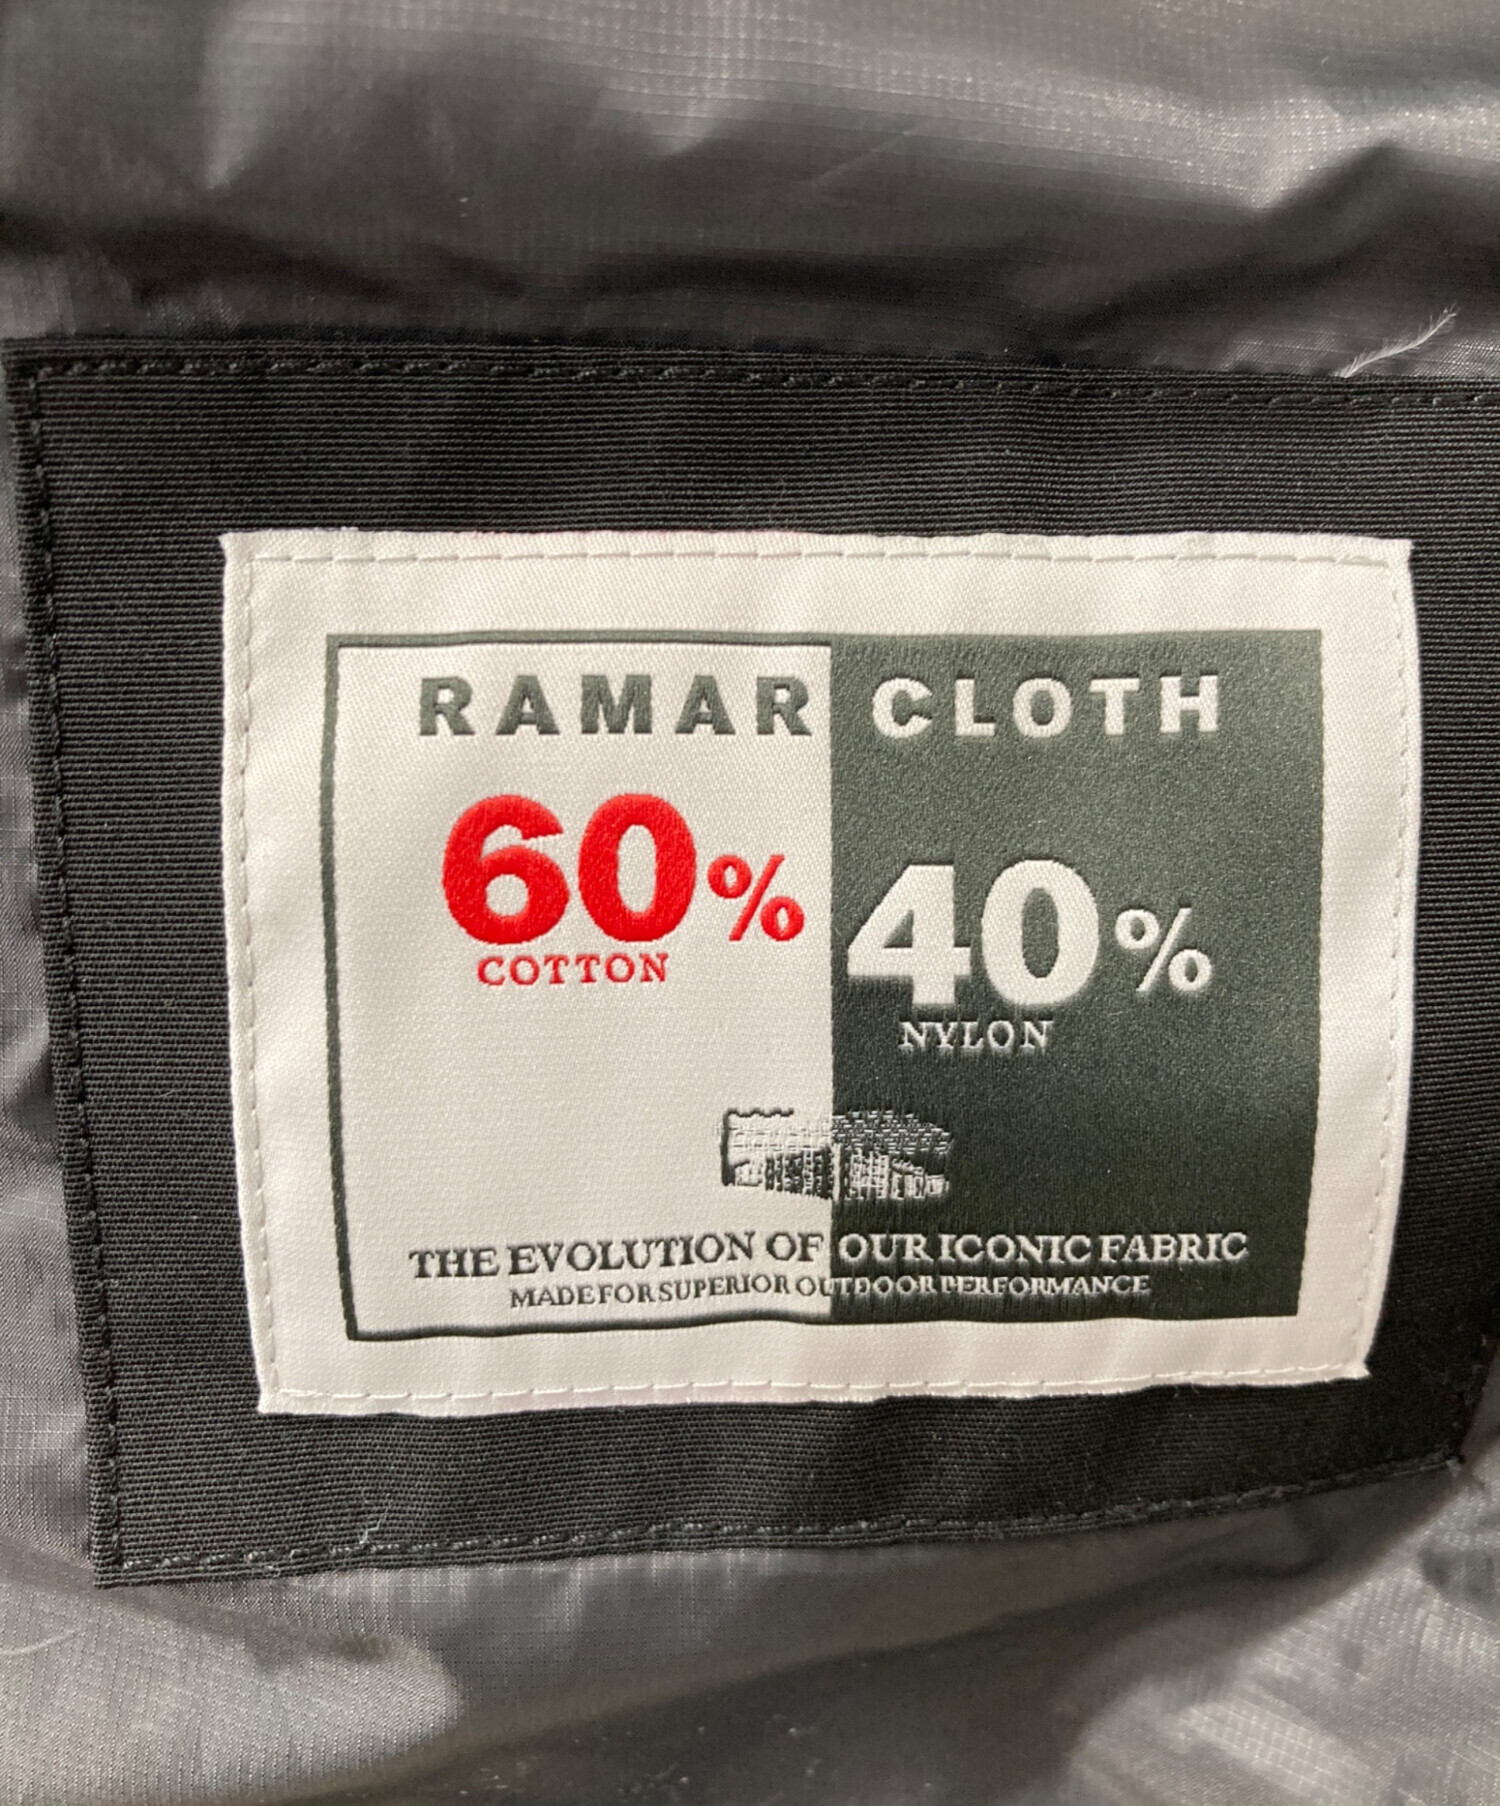 RAMAR CLOTH
60% 40%
COTTON
NYLON
THE EVOLUTION OF OUR ICONIC FABRIC
MADE FOR SUPERIOR OUTDOOR PERFORMANCE